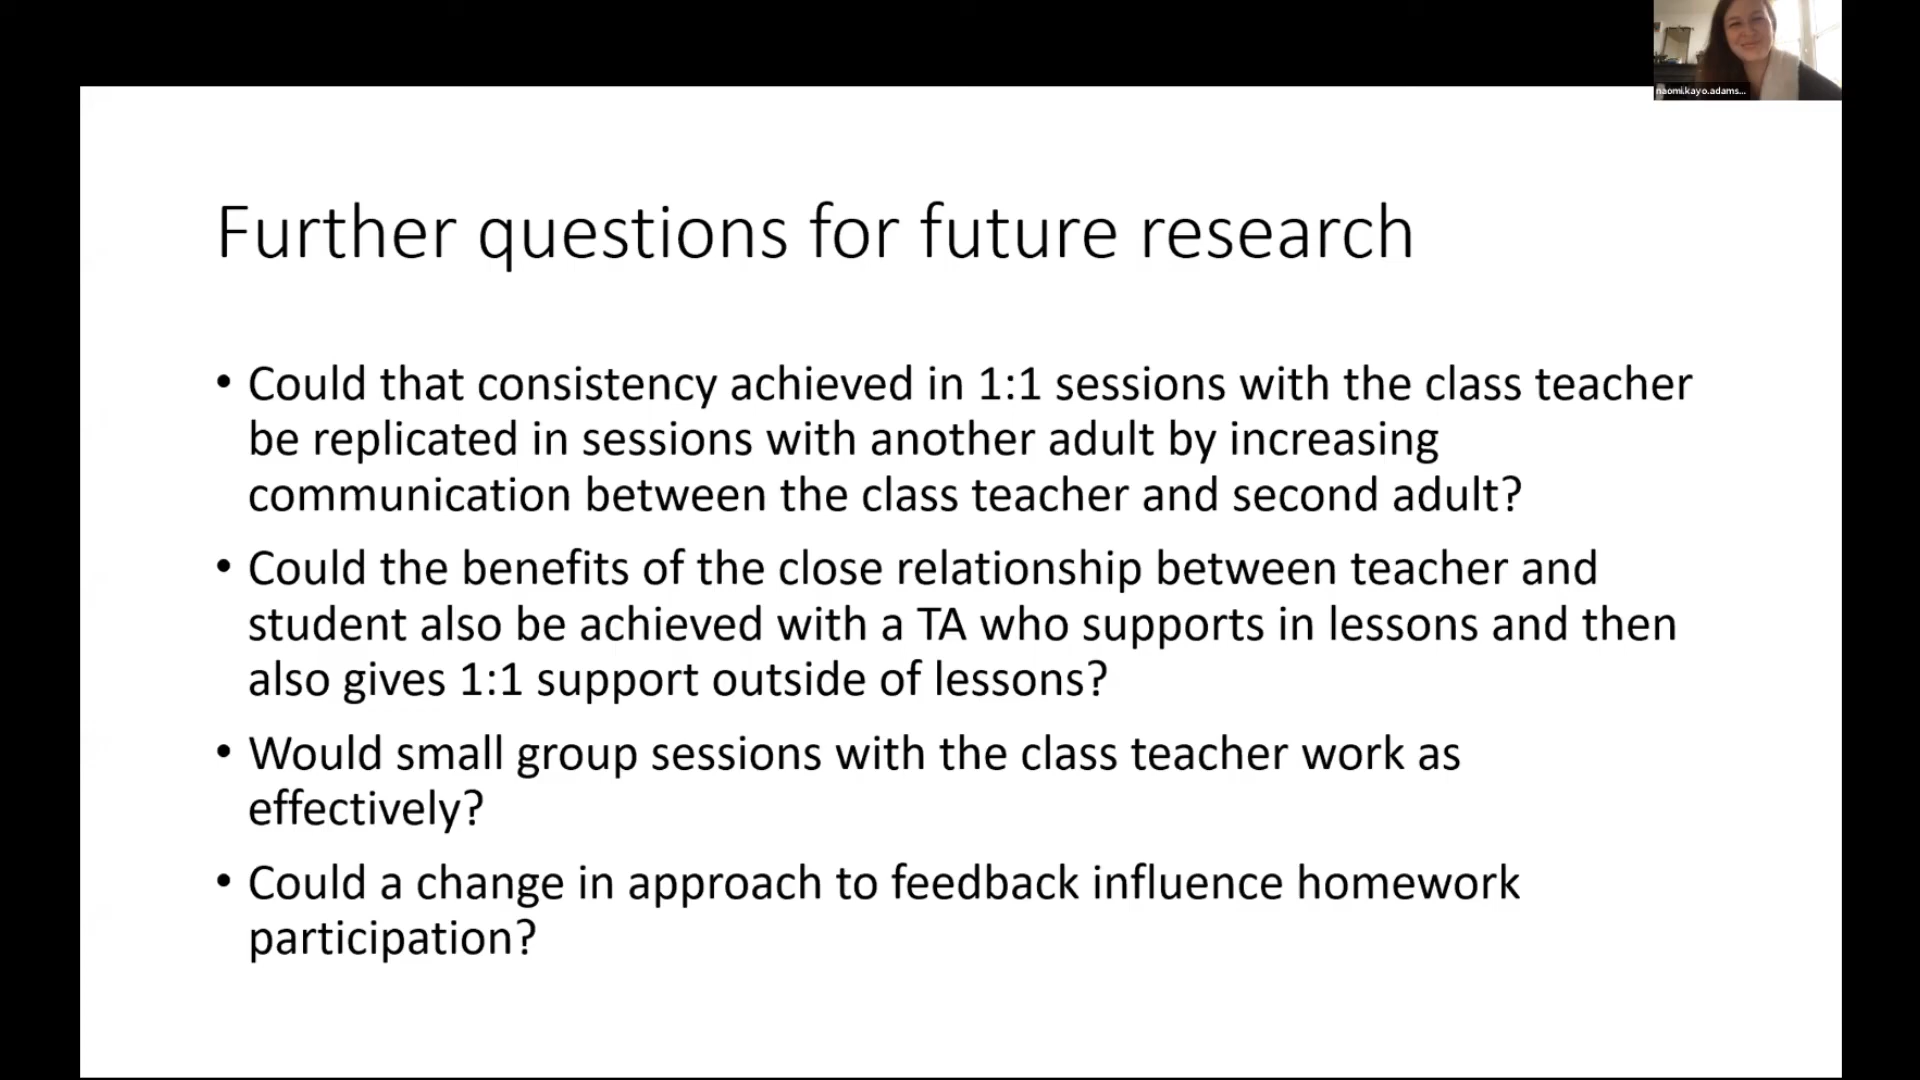 naomi.kayo.adams...
Further questions for future research
• Could that consistency achieved in 1:1 sessions with the class teacher
be replicated in sessions with another adult by increasing
communication between the class teacher and second adult?
• Could the benefits of the close relationship between teacher and
student also be achieved with a TA who supports in lessons and then
also gives 1:1 support outside of lessons?
• Would small group sessions with the class teacher work as
effectively?
• Could a change in approach to feedback influence homework
participation?